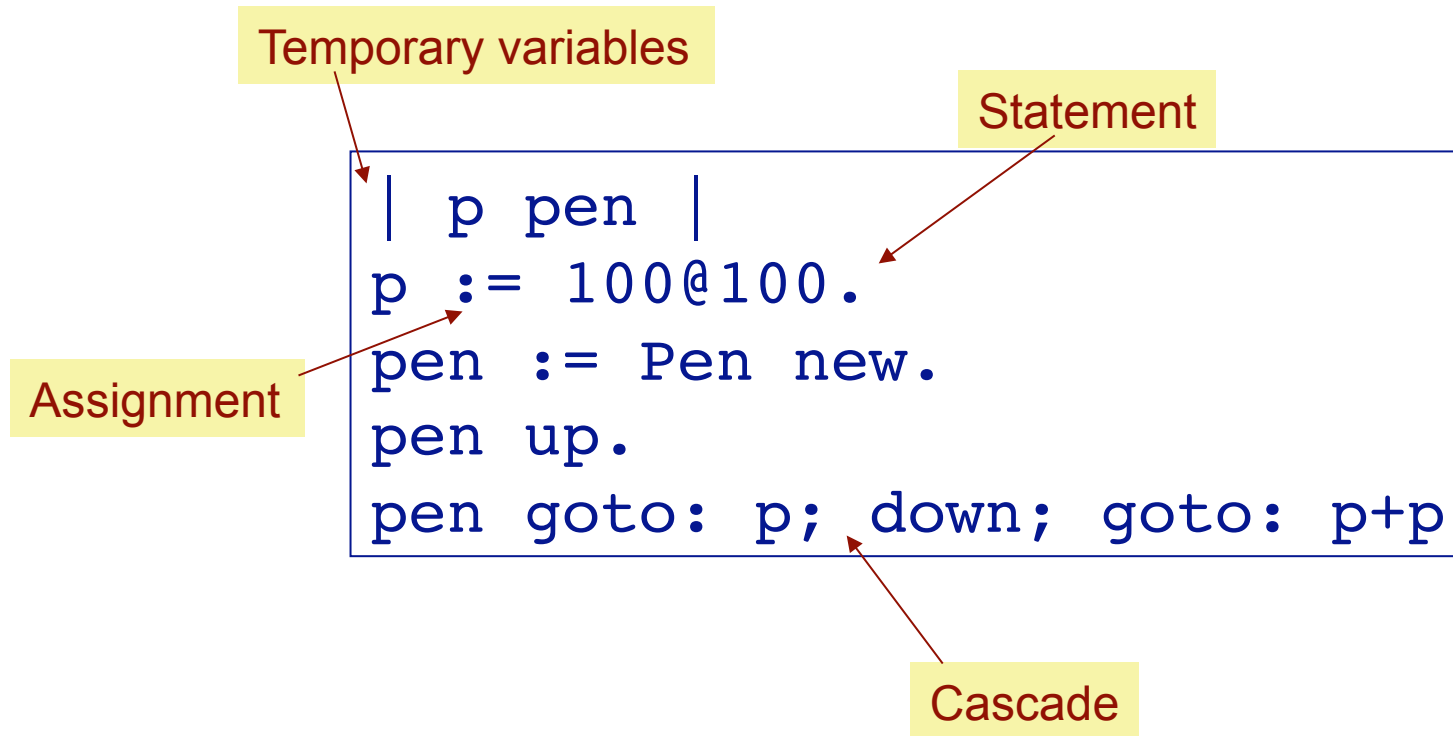 Temporary variables
Statement
| p pen |
p := 100@100.
pen := Pen new.
Assignment
pen up.
pen goto: p; down; goto: p+p
Cascade